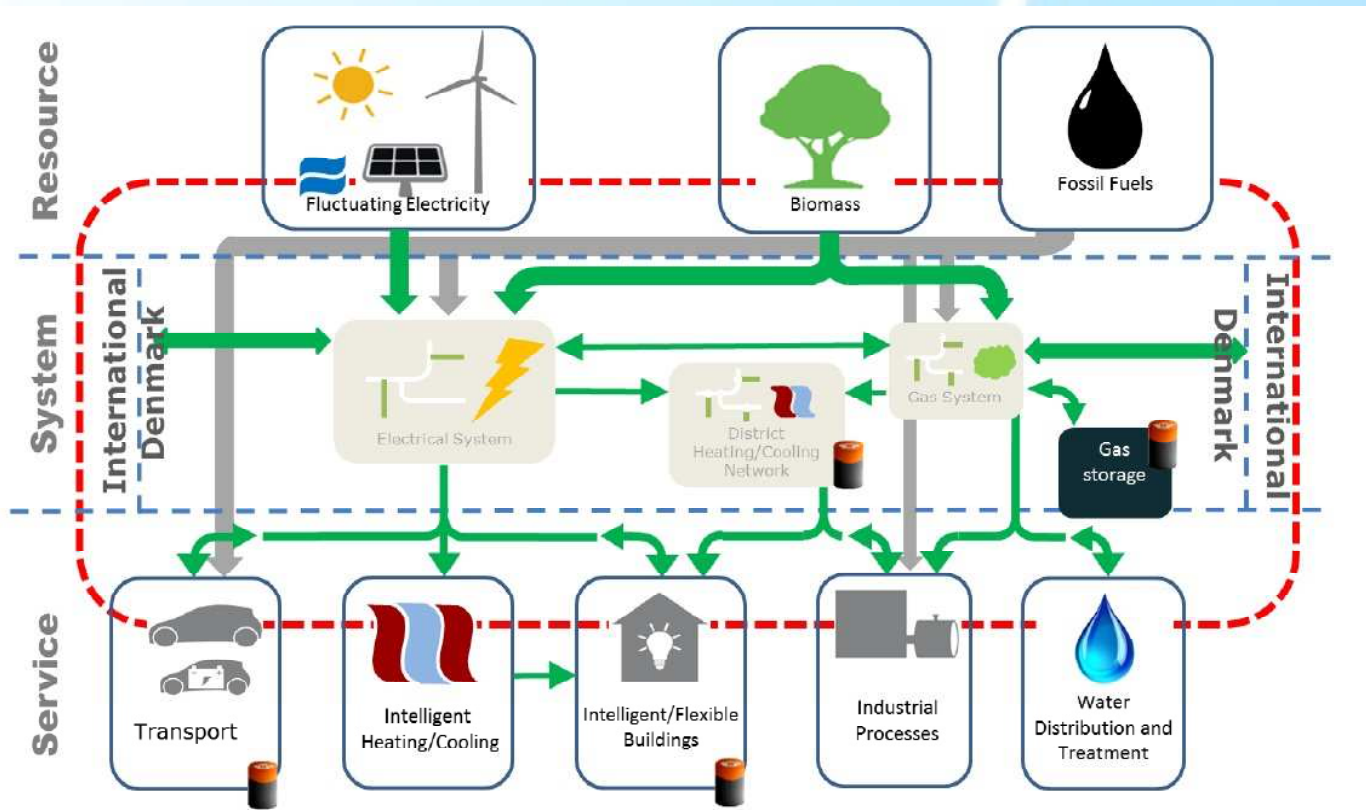 Resource
Fluctuating Electricity
Biomass
Fossil Fuels
System
International
Denmark
Electrical System
District
Heating/Cooling
Network
Gas System
Gas
storage
Denmark
International
Service
Transport
Intelligent
Heating/Cooling
Intelligent/Flexible
Buildings
Industrial
Processes
Water
Distribution and
Treatment